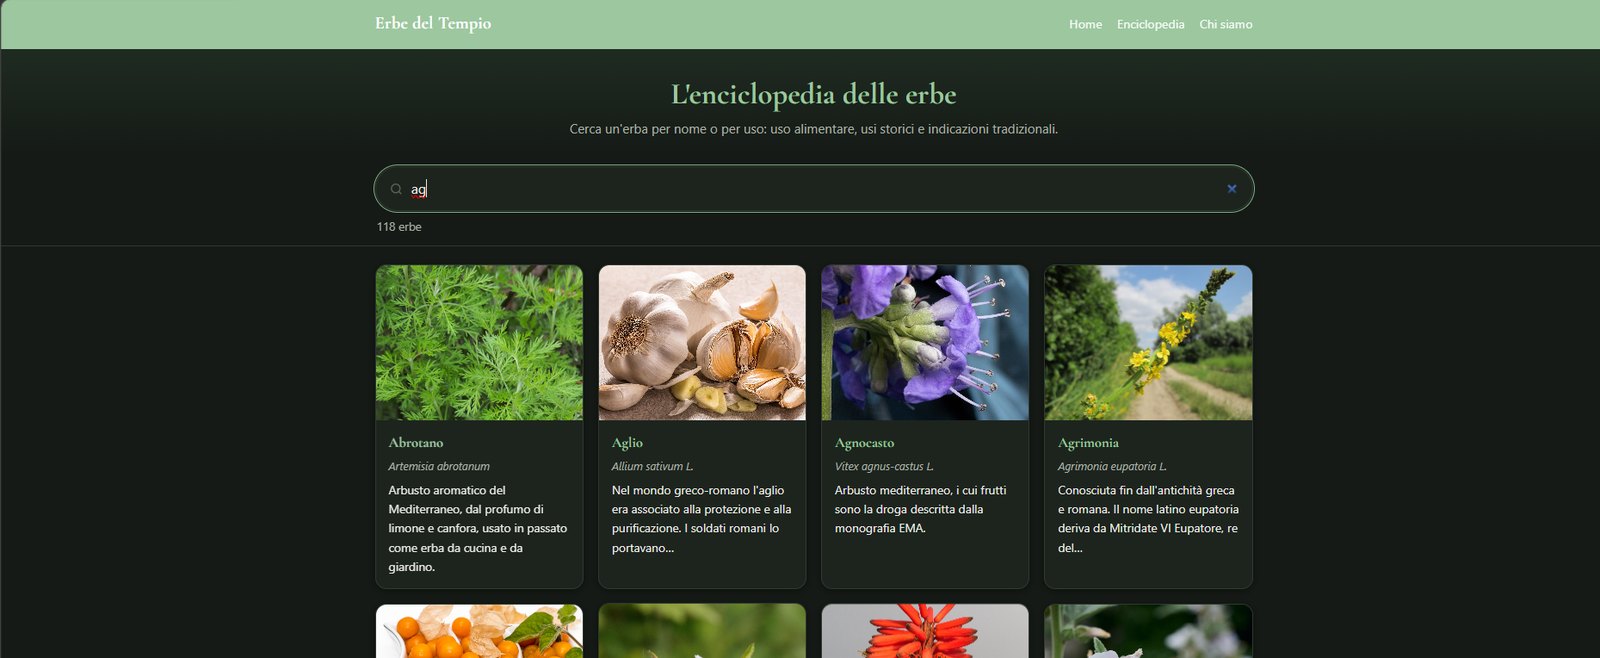 Erbe del Tempio
Home Enciclopedia Chi siamo
L'enciclopedia delle erbe
Cerca un'erba per nome o per uso: uso alimentare, usi storici e indicazioni tradizionali.
ag
118 erbe
Abrotano
Artemisia abrotanum
Arbusto aromatico del
Mediterraneo, dal profumo di
limone e canfora, usato in passato
come erba da cucina e da
giardino.
Aglio
Allium sativum L.
Nel mondo greco-romano l'aglio
era associato alla protezione e alla
purificazione. I soldati romani lo
portavano...
Agnocasto
Vitex agnus-castus L.
Arbusto mediterraneo, i cui frutti
sono la droga descritta dalla
monografia EMA.
Agrimonia
Agrimonia eupatoria L.
Conosciuta fin dall'antichità greca
e romana. Il nome latino eupatoria
deriva da Mitridate VI Eupatore, re
del...